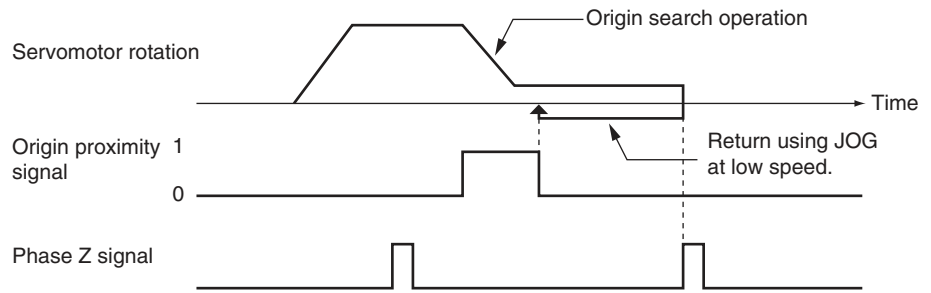 Origin search operation
Servomotor rotation
Time
Origin proximity 1
signal
0
Return using JOG
at low speed.
Phase Z signal